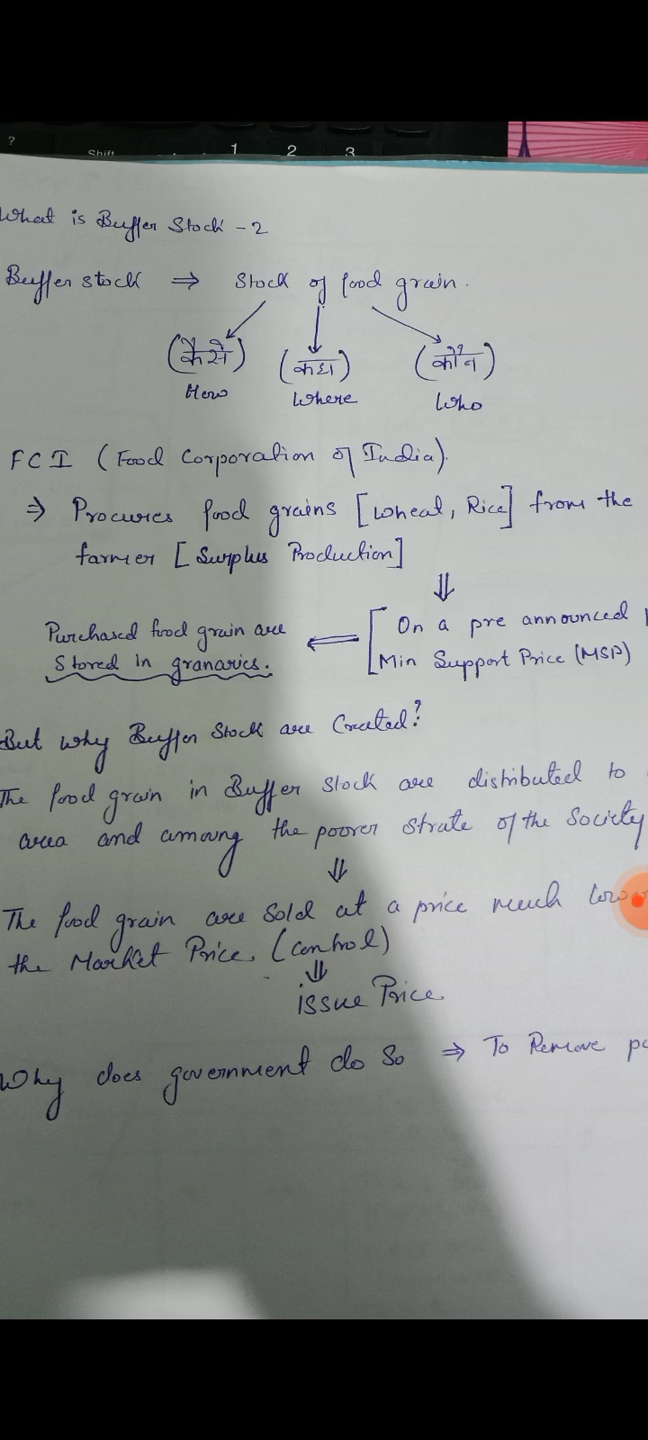 ?
Shift
1 2 3
What is Buffer Stock - 2
Buffer stock ⇒ Stock of food grain.
(कैसे) (कहा) (कौन)
How Where Who
FCI (Food Corporation of India).
⇒ Procures food grains [Wheat, Rice] from the
farmer [Surplus Production]
⇓
Purchased food grain are ⇐ [On a pre announced
Stored in granaries. Min Support Price (MSP)
But why Buffer Stock are Created?
The food grain in Buffer Stock are distributed to
area and amoung the poorer strate of the Society
⇓
The food grain are sold at a price much
the Market Price. (control)
⇓
issue Price
Why does government do so ⇒ To Remove